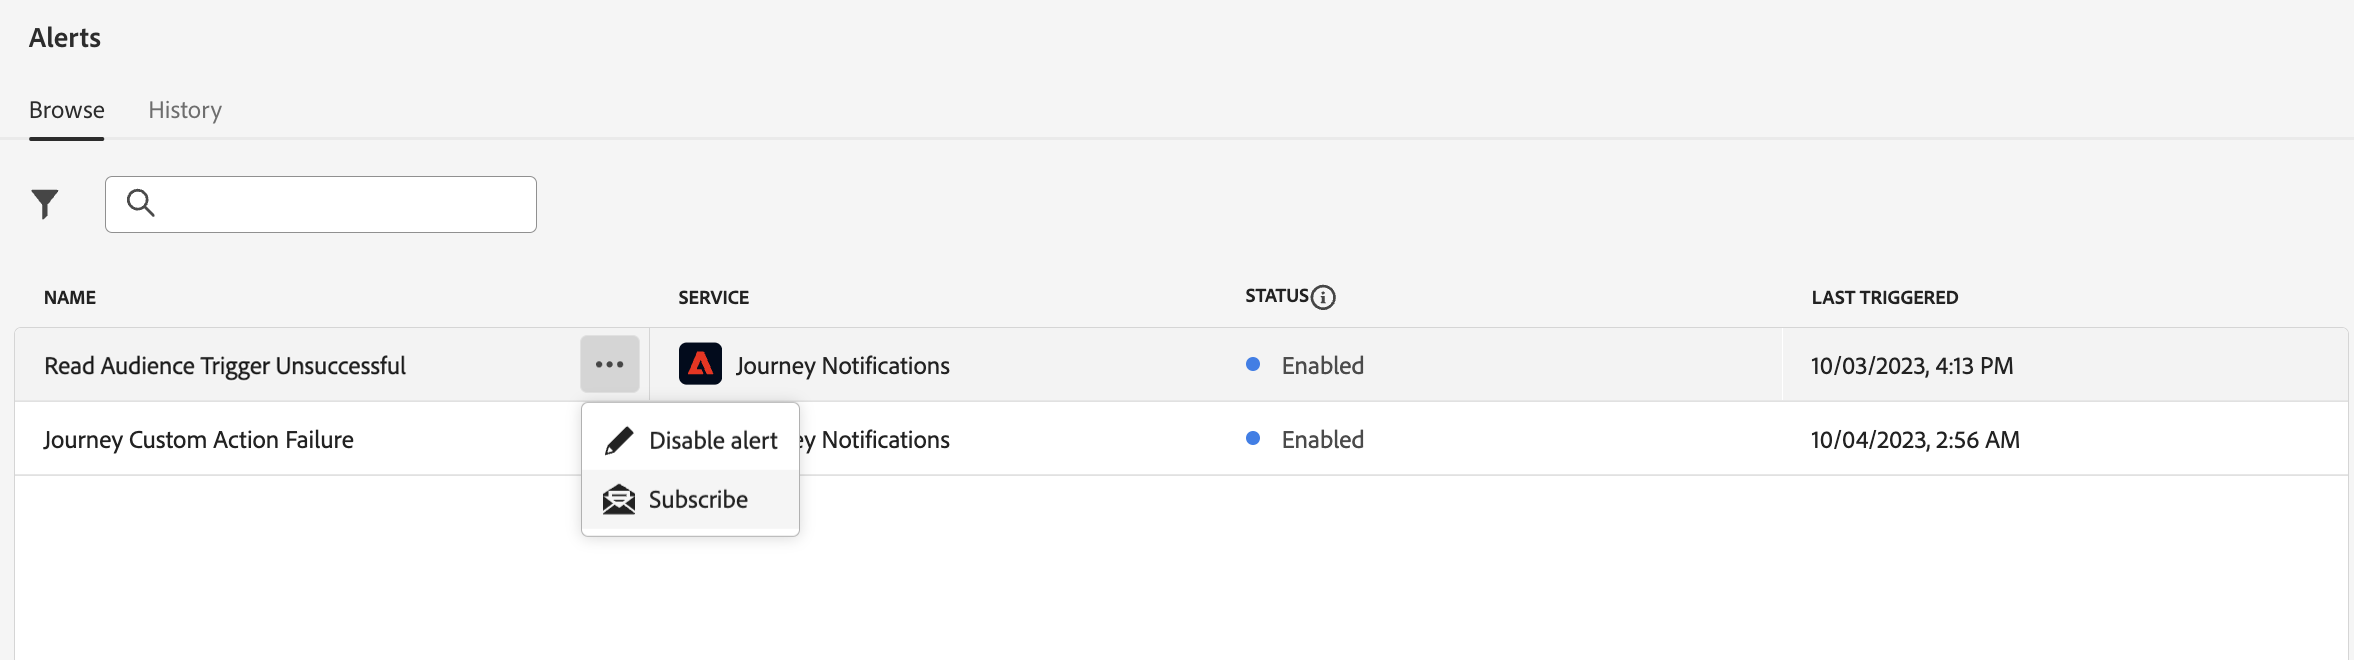 Alerts
Browse History
NAME SERVICE STATUS LAST TRIGGERED
Read Audience Trigger Unsuccessful Journey Notifications Enabled 10/03/2023, 4:13 PM
Journey Custom Action Failure ey Notifications Enabled 10/04/2023, 2:56 AM
Disable alert
Subscribe